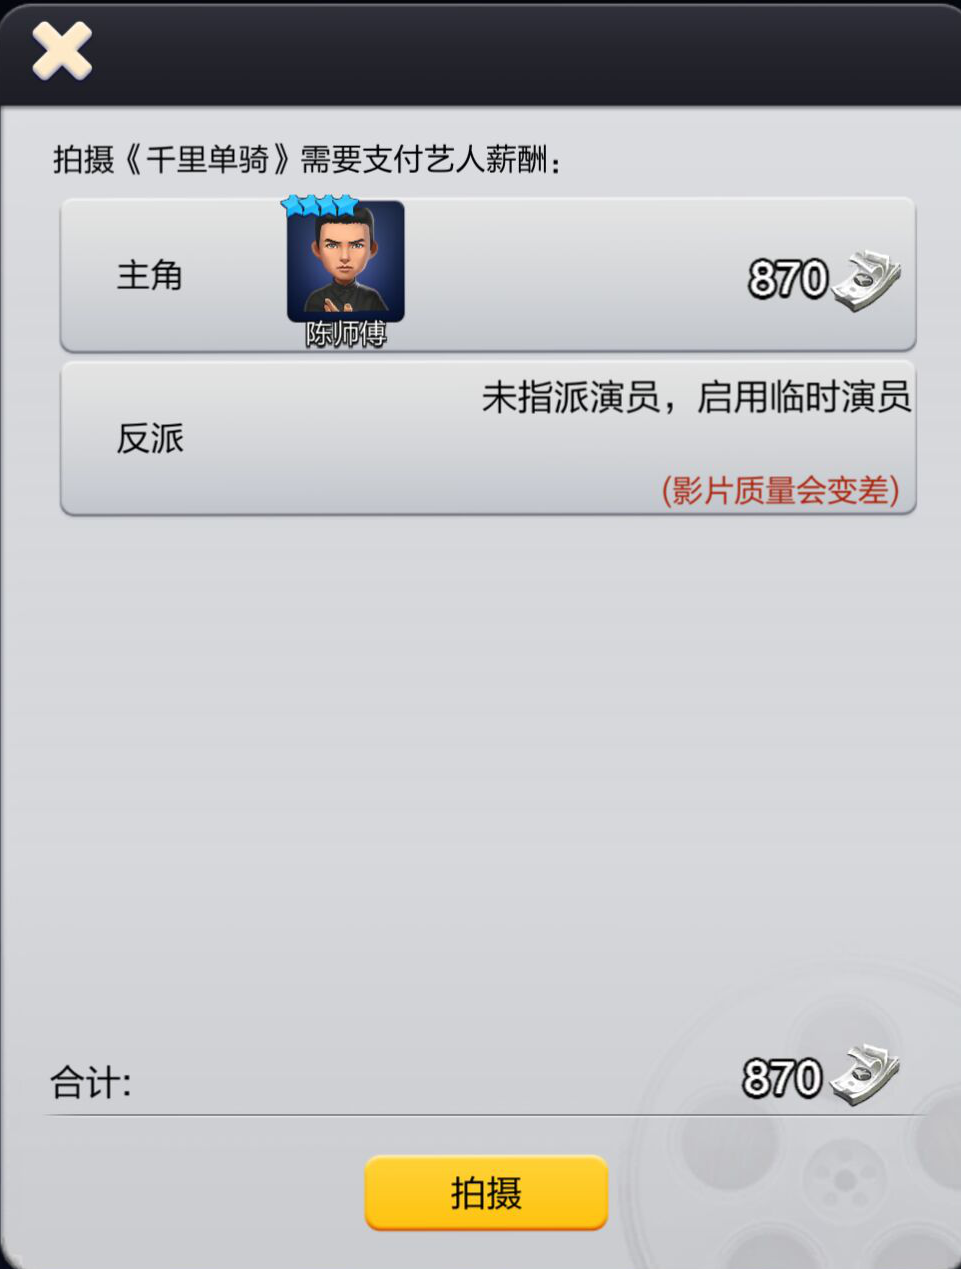 拍摄《千里单骑》需要支付艺人薪酬：
主角
陈师傅
870
反派
未指派演员，启用临时演员
(影片质量会变差)
合计:
870
拍摄